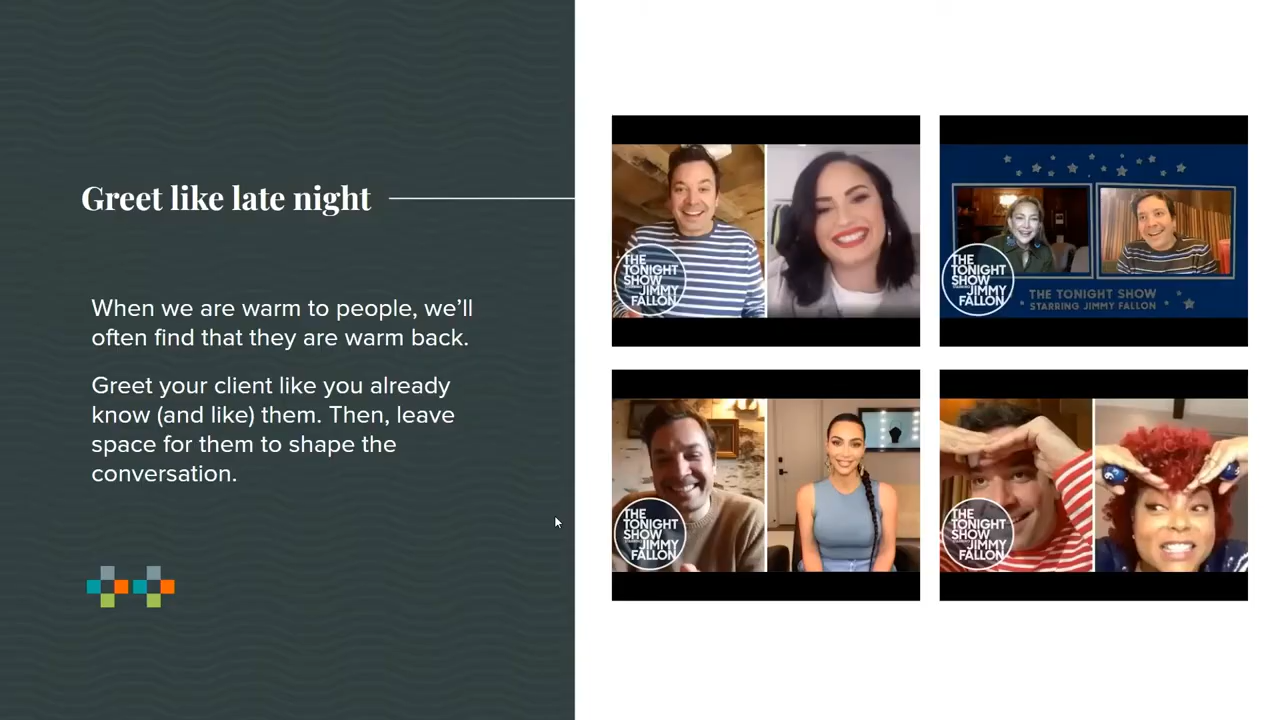 Greet like late night
When we are warm to people, we’ll
often find that they are warm back.
Greet your client like you already
know (and like) them. Then, leave
space for them to shape the
conversation.
THE
TONIGHT
SHOW
JIMMY
FALLON
THE
TONIGHT
SHOW
JIMMY
FALLON
THE TONIGHT SHOW
STARRING JIMMY FALLON
THE
TONIGHT
SHOW
JIMMY
FALLON
THE
TONIGHT
SHOW
JIMMY
FALLON